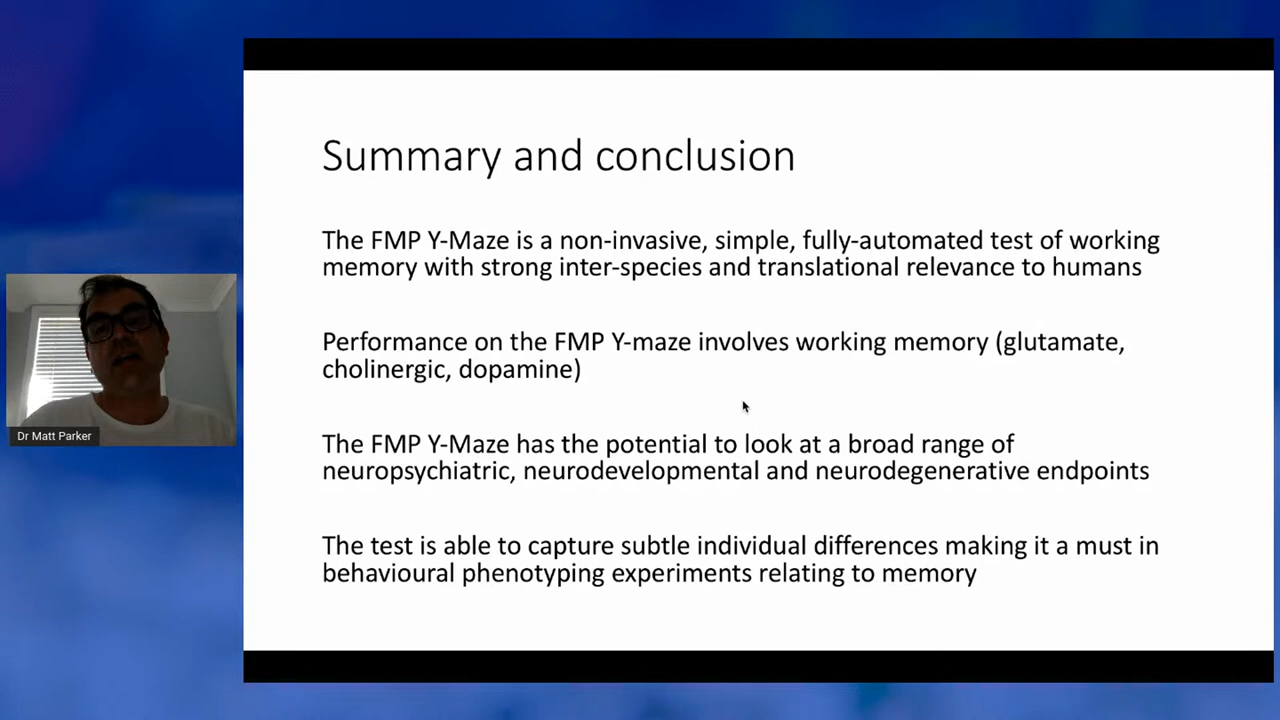 Summary and conclusion
The FMP Y-Maze is a non-invasive, simple, fully-automated test of working
memory with strong inter-species and translational relevance to humans
Performance on the FMP Y-maze involves working memory (glutamate,
cholinergic, dopamine)
The FMP Y-Maze has the potential to look at a broad range of
neuropsychiatric, neurodevelopmental and neurodegenerative endpoints
The test is able to capture subtle individual differences making it a must in
behavioural phenotyping experiments relating to memory
Dr Matt Parker